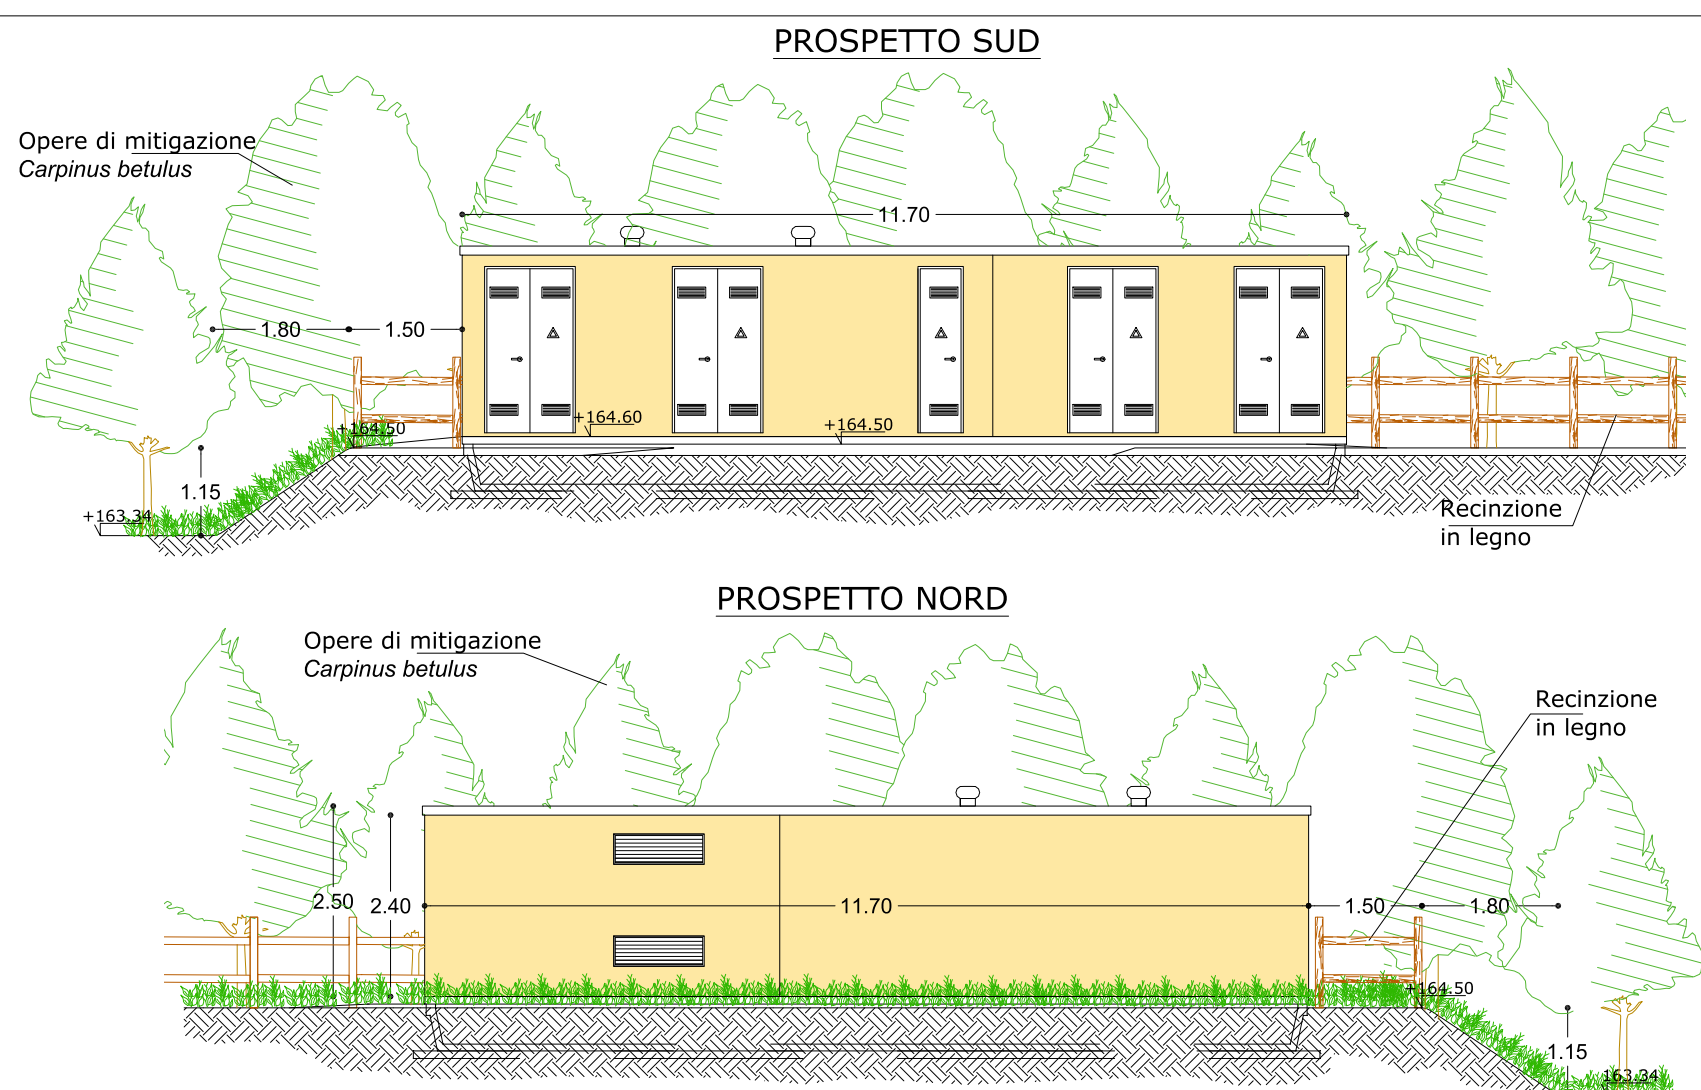 PROSPETTO SUD
Opere di mitigazione
Carpinus betulus
11.70
1.80
1.50
+164.60
+164.50
+164.50
1.15
+163.34
Recinzione
in legno
PROSPETTO NORD
Opere di mitigazione
Carpinus betulus
Recinzione
in legno
2.50
2.40
11.70
1.50
1.80
+164.50
1.15
163.34